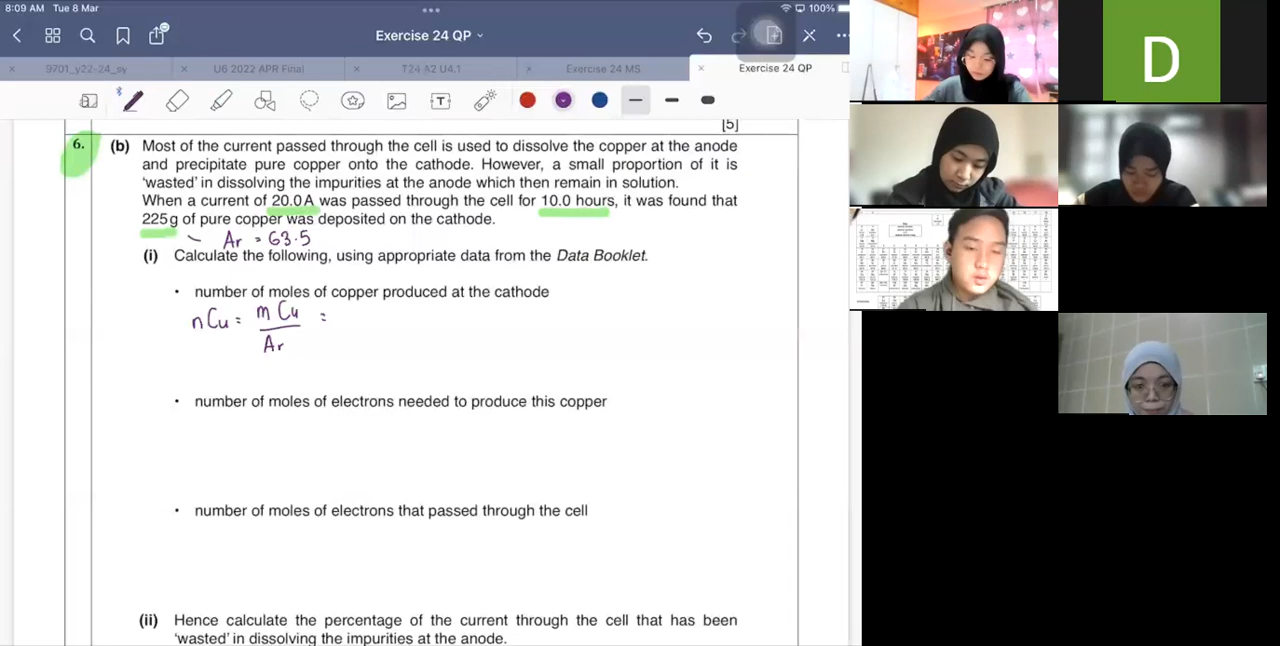 8:09 AM Tue 8 Mar
100%
Exercise 24 QP
9701_y22-24_sy
U6 2022 APR Final
T24 A2 U4.1
Exercise 24 MS
Exercise 24 QP
T
[5]
6. (b) Most of the current passed through the cell is used to dissolve the copper at the anode
and precipitate pure copper onto the cathode. However, a small proportion of it is
'wasted' in dissolving the impurities at the anode which then remain in solution.
When a current of 20.0 A was passed through the cell for 10.0 hours, it was found that
225 g of pure copper was deposited on the cathode.
Ar = 63.5
(i) Calculate the following, using appropriate data from the Data Booklet.
• number of moles of copper produced at the cathode
nCu = m Cu =
Ar
• number of moles of electrons needed to produce this copper
• number of moles of electrons that passed through the cell
(ii) Hence calculate the percentage of the current through the cell that has been
'wasted' in dissolving the impurities at the anode.
D